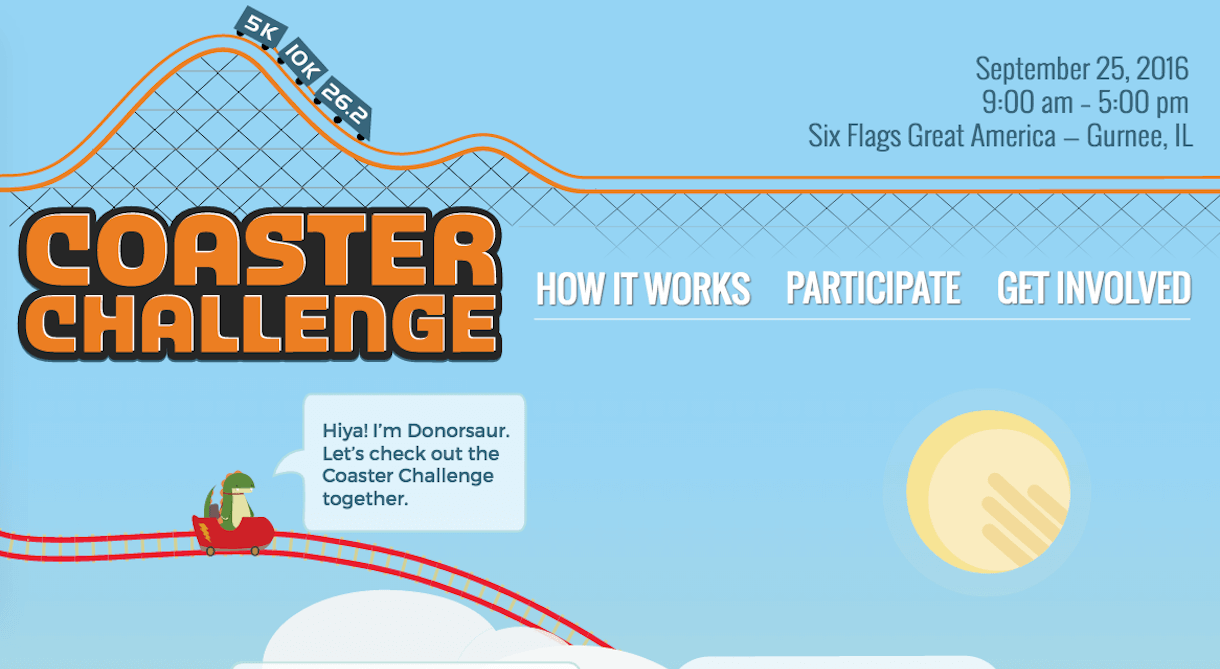 5K
10K
26.2
September 25, 2016
9:00 am - 5:00 pm
Six Flags Great America – Gurnee, IL
COASTER
CHALLENGE
HOW IT WORKS PARTICIPATE GET INVOLVED
Hiya! I'm Donorsaur.
Let's check out the
Coaster Challenge
together.